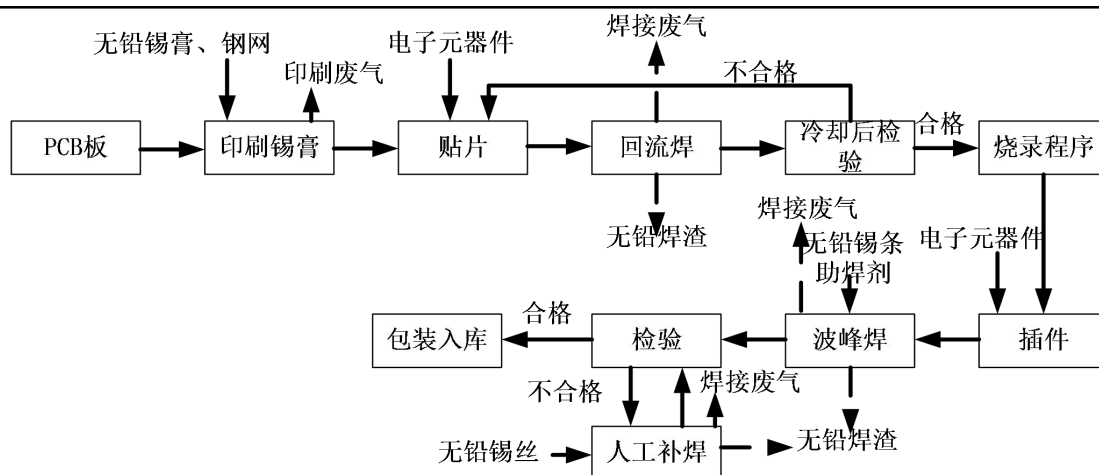 焊接废气
无铅锡膏、钢网
电子元器件
印刷废气
不合格
PCB板
印刷锡膏
贴片
回流焊
冷却后检
验
合格
烧录程序
焊接废气
无铅焊渣
无铅锡条
助焊剂
电子元器件
合格
包装入库
检验
波峰焊
插件
不合格
焊接废气
无铅锡丝
人工补焊
无铅焊渣